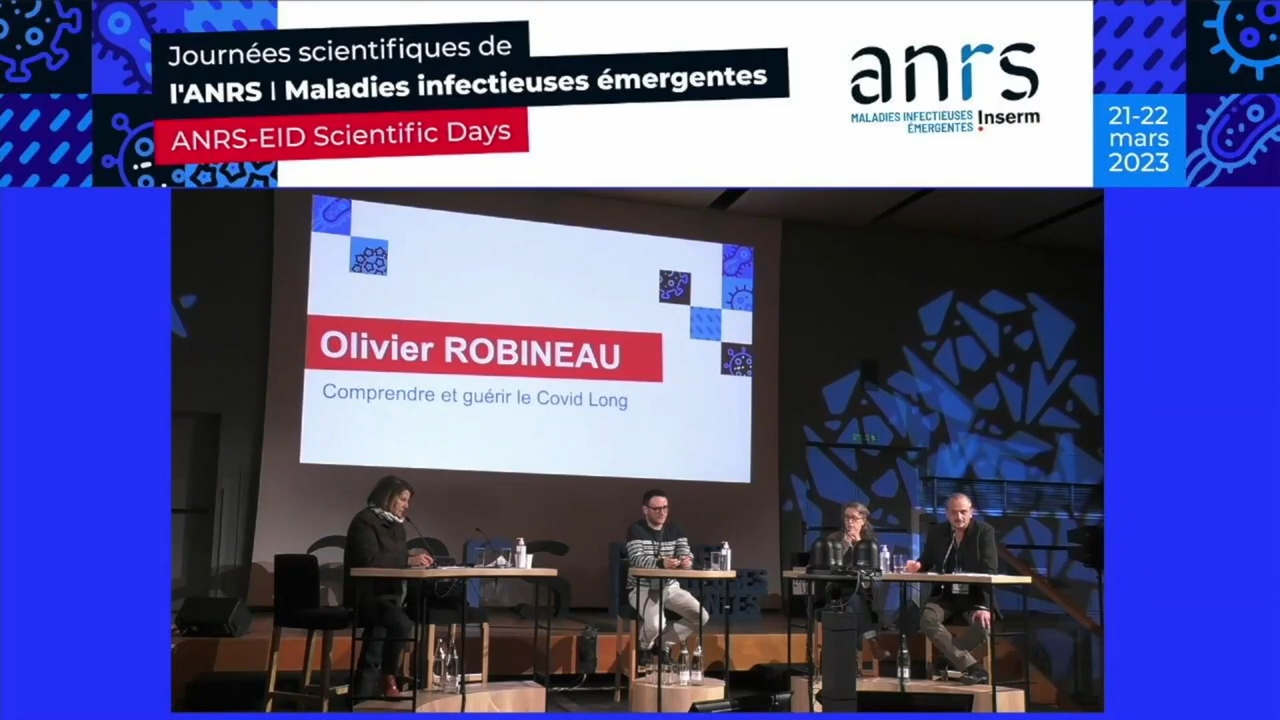 Journées scientifiques de
l'ANRS | Maladies infectieuses émergentes
ANRS-EID Scientific Days
anrs
MALADIES INFECTIEUSES
ÉMERGENTES Inserm
21-22
mars
2023
Olivier ROBINEAU
Comprendre et guérir le Covid Long